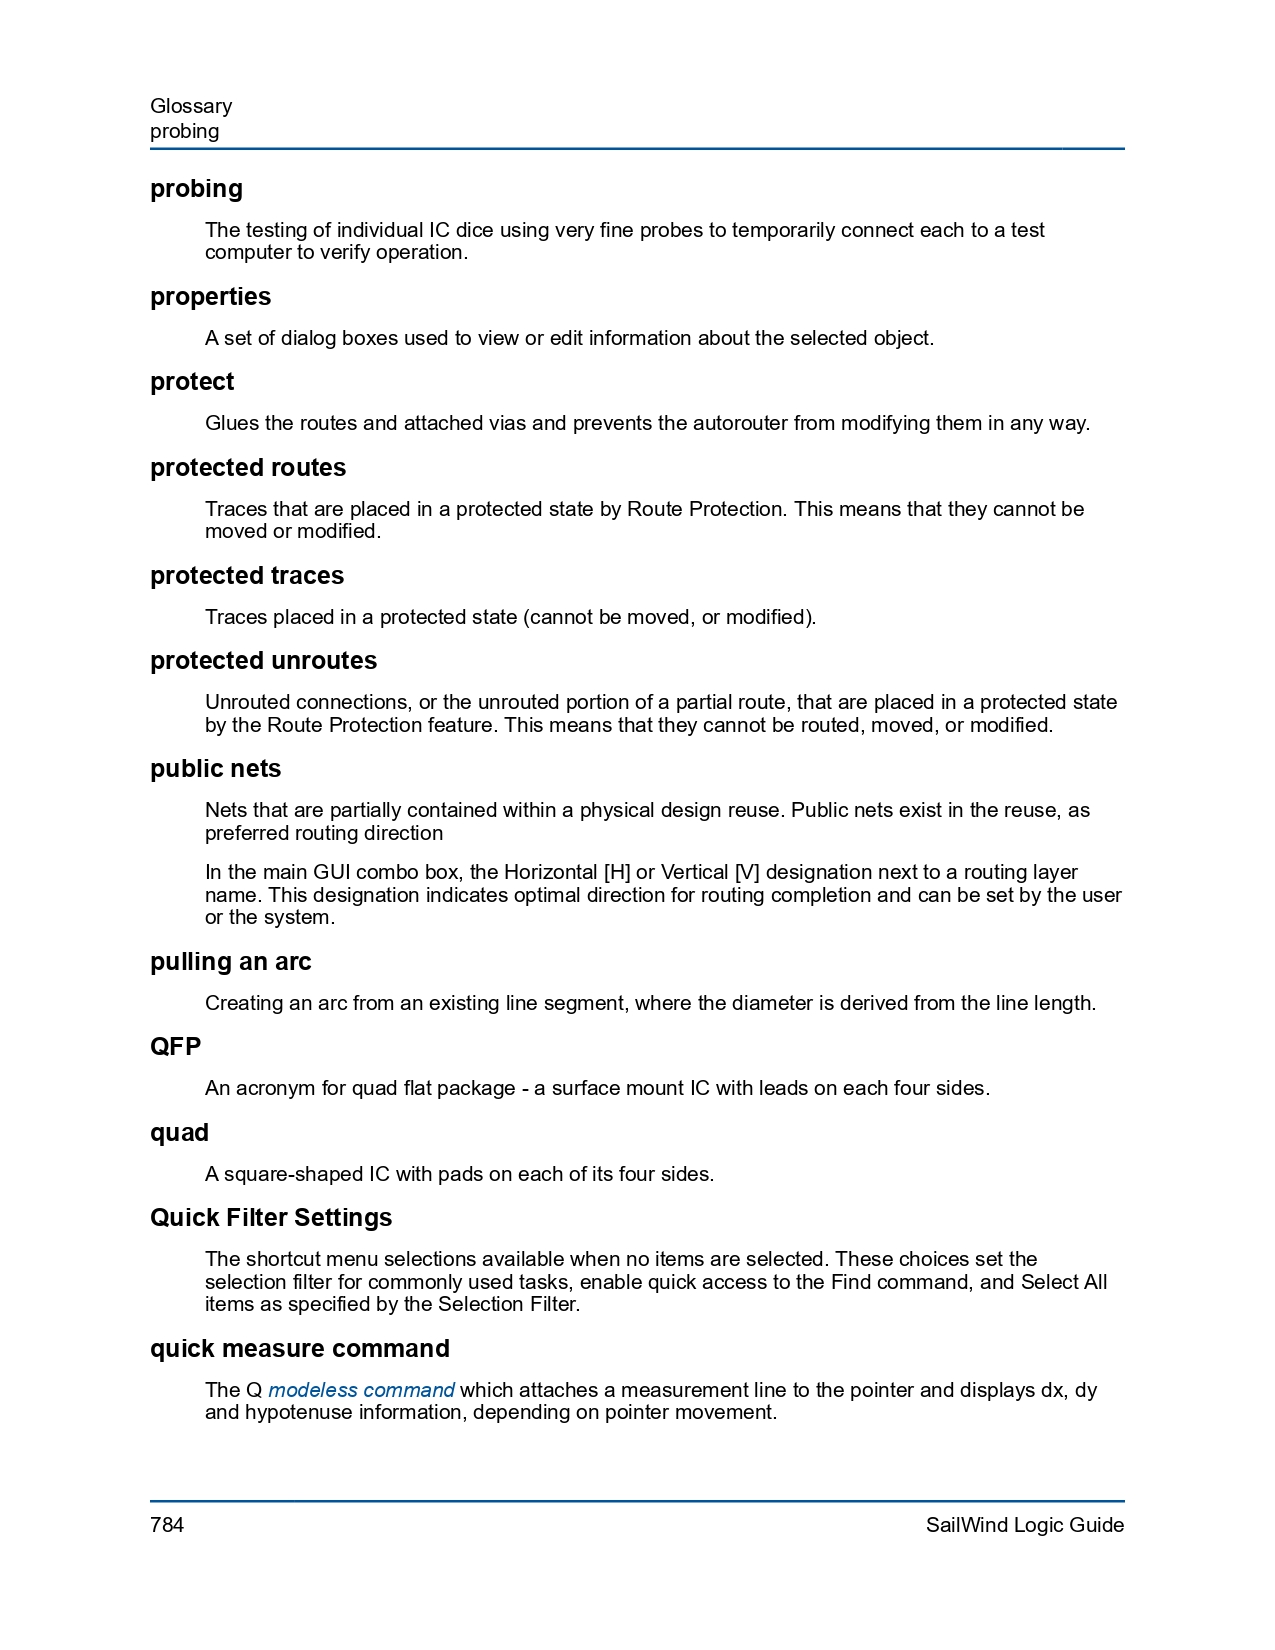 Glossary
probing
probing
The testing of individual IC dice using very fine probes to temporarily connect each to a test
computer to verify operation.
properties
A set of dialog boxes used to view or edit information about the selected object.
protect
Glues the routes and attached vias and prevents the autorouter from modifying them in any way.
protected routes
Traces that are placed in a protected state by Route Protection. This means that they cannot be
moved or modified.
protected traces
Traces placed in a protected state (cannot be moved, or modified).
protected unroutes
Unrouted connections, or the unrouted portion of a partial route, that are placed in a protected state
by the Route Protection feature. This means that they cannot be routed, moved, or modified.
public nets
Nets that are partially contained within a physical design reuse. Public nets exist in the reuse, as
preferred routing direction
In the main GUI combo box, the Horizontal [H] or Vertical [V] designation next to a routing layer
name. This designation indicates optimal direction for routing completion and can be set by the user
or the system.
pulling an arc
Creating an arc from an existing line segment, where the diameter is derived from the line length.
QFP
An acronym for quad flat package - a surface mount IC with leads on each four sides.
quad
A square-shaped IC with pads on each of its four sides.
Quick Filter Settings
The shortcut menu selections available when no items are selected. These choices set the
selection filter for commonly used tasks, enable quick access to the Find command, and Select All
items as specified by the Selection Filter.
quick measure command
The Q modeless command which attaches a measurement line to the pointer and displays dx, dy
and hypotenuse information, depending on pointer movement.
784
SailWind Logic Guide